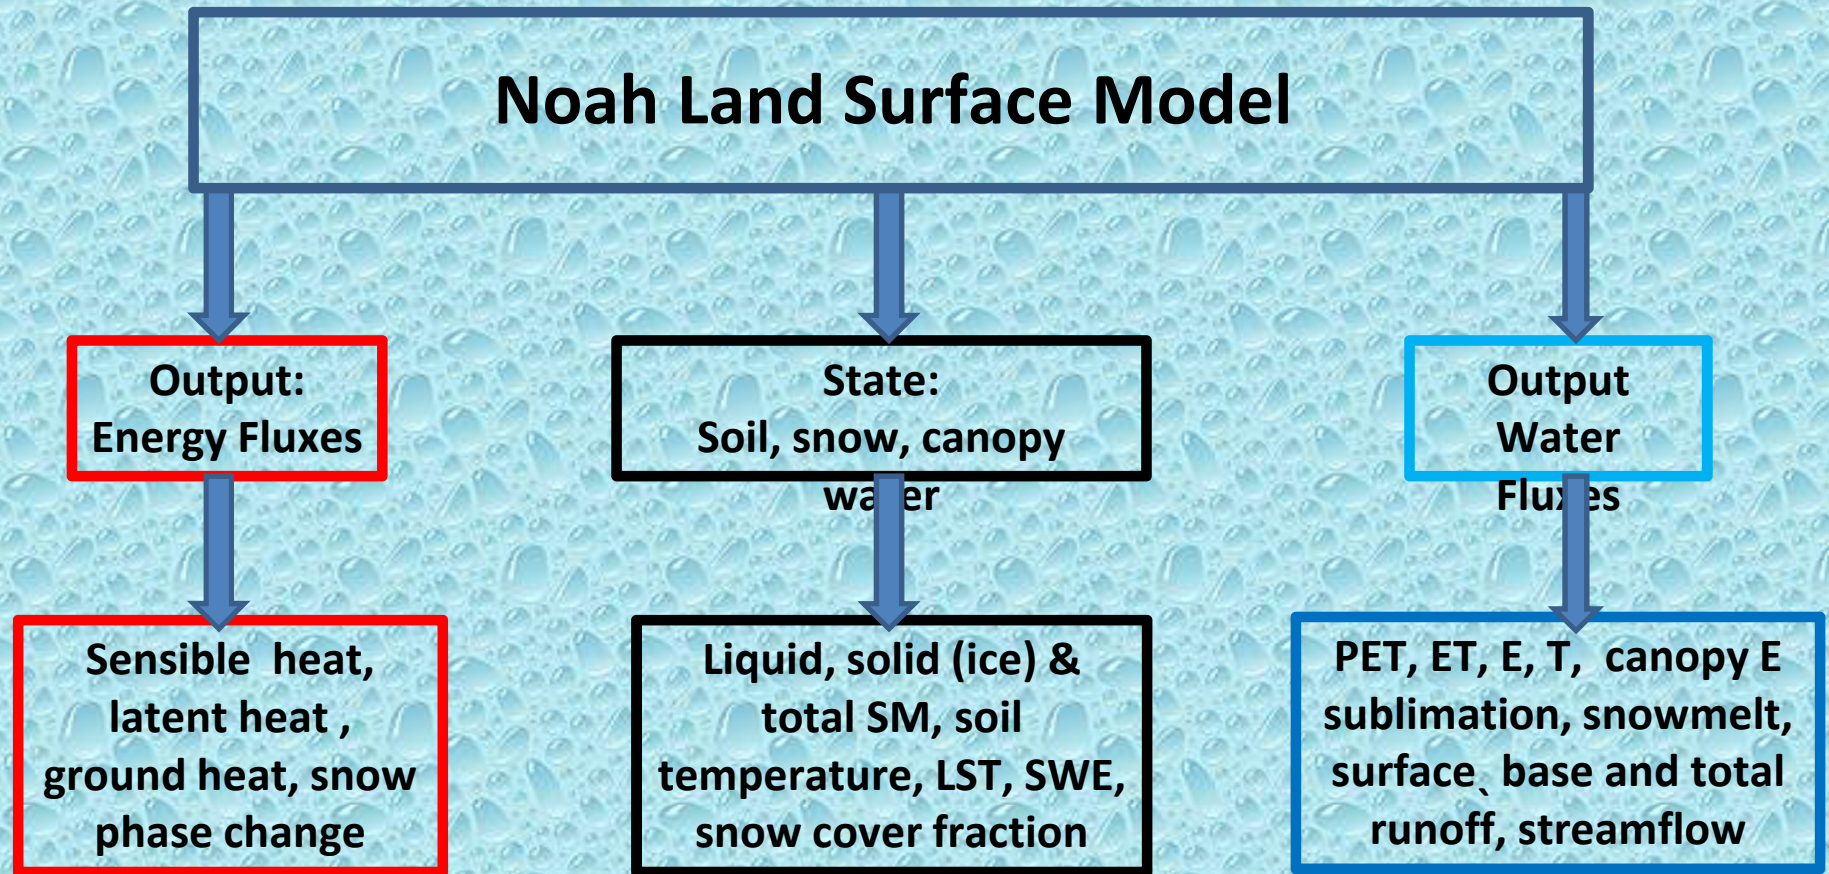 Noah Land Surface Model
Output:
Energy Fluxes
State:
Soil, snow, canopy
water
Output
Water
Fluxes
Sensible heat,
latent heat ,
ground heat, snow
phase change
Liquid, solid (ice) &
total SM, soil
temperature, LST, SWE,
snow cover fraction
PET, ET, E, T, canopy E
sublimation, snowmelt,
surface, base and total
runoff, streamflow